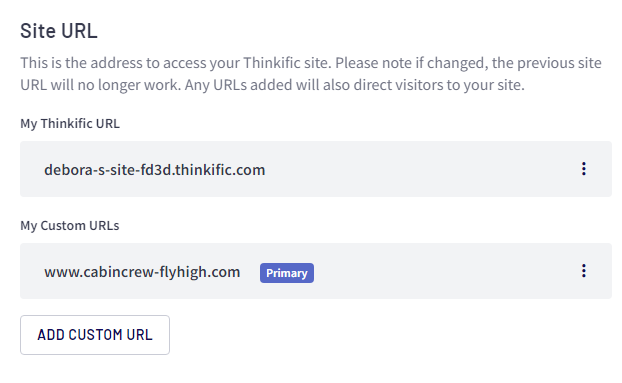 Site URL
This is the address to access your Thinkific site. Please note if changed, the previous site
URL will no longer work. Any URLs added will also direct visitors to your site.
My Thinkific URL
debora-s-site-fd3d.thinkific.com
My Custom URLs
www.cabincrew-flyhigh.com Primary
ADD CUSTOM URL